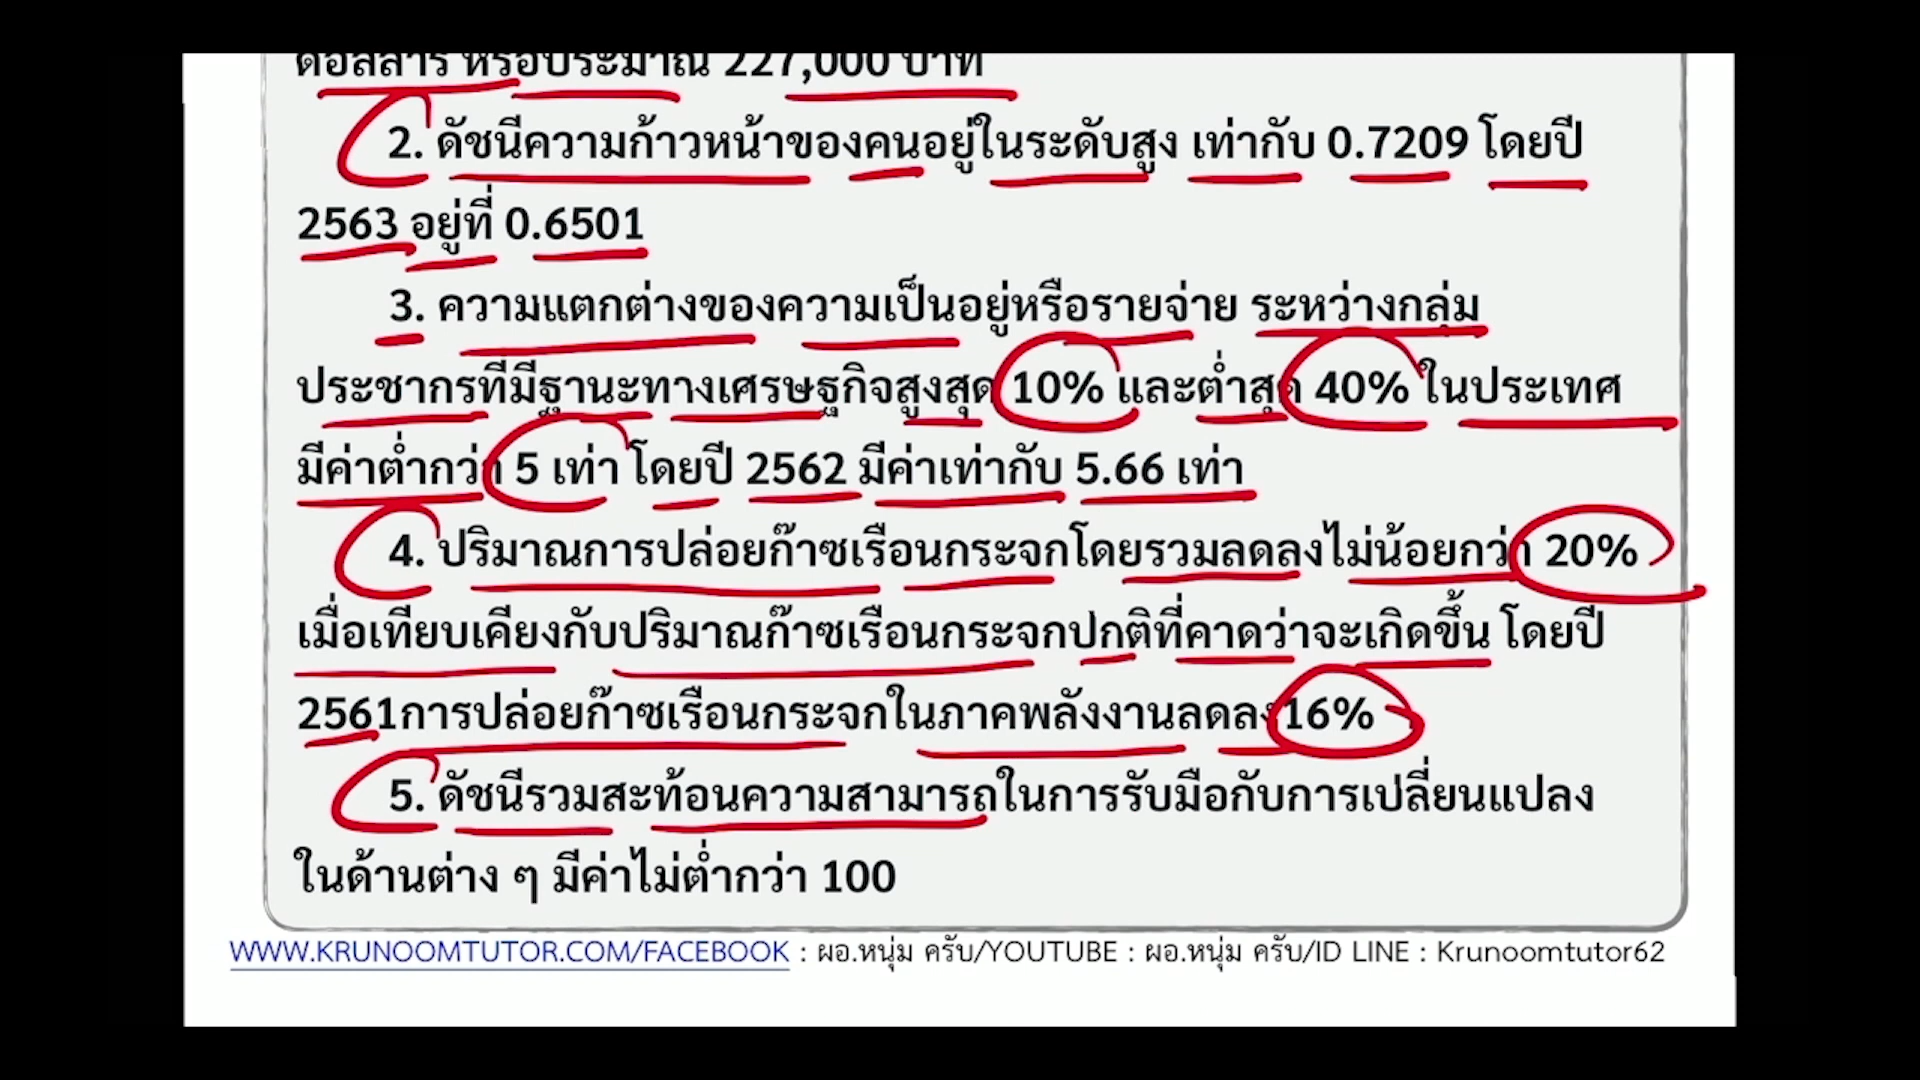 ดอลลาร์ หรือประมาณ 227,000 บาท
2. ดัชนีความก้าวหน้าของคนอยู่ในระดับสูง เท่ากับ 0.7209 โดยปี
2563 อยู่ที่ 0.6501
3. ความแตกต่างของความเป็นอยู่หรือรายจ่าย ระหว่างกลุ่ม
ประชากรที่มีฐานะทางเศรษฐกิจสูงสุด 10% และต่ำสุด 40% ในประเทศ
มีค่าต่ำกว่า 5 เท่า โดยปี 2562 มีค่าเท่ากับ 5.66 เท่า
4. ปริมาณการปล่อยก๊าซเรือนกระจกโดยรวมลดลงไม่น้อยกว่า 20%
เมื่อเทียบเคียงกับปริมาณก๊าซเรือนกระจกปกติที่คาดว่าจะเกิดขึ้น โดยปี
2561การปล่อยก๊าซเรือนกระจกในภาคพลังงานลดลง 16%
5. ดัชนีรวมสะท้อนความสามารถในการรับมือกับการเปลี่ยนแปลง
ในด้านต่าง ๆ มีค่าไม่ต่ำกว่า 100
WWW.KRUNOOMTUTOR.COM/FACEBOOK : ผอ.หนุ่ม ครับ/YOUTUBE : ผอ.หนุ่ม ครับ/ID LINE : Krunoomtutor62